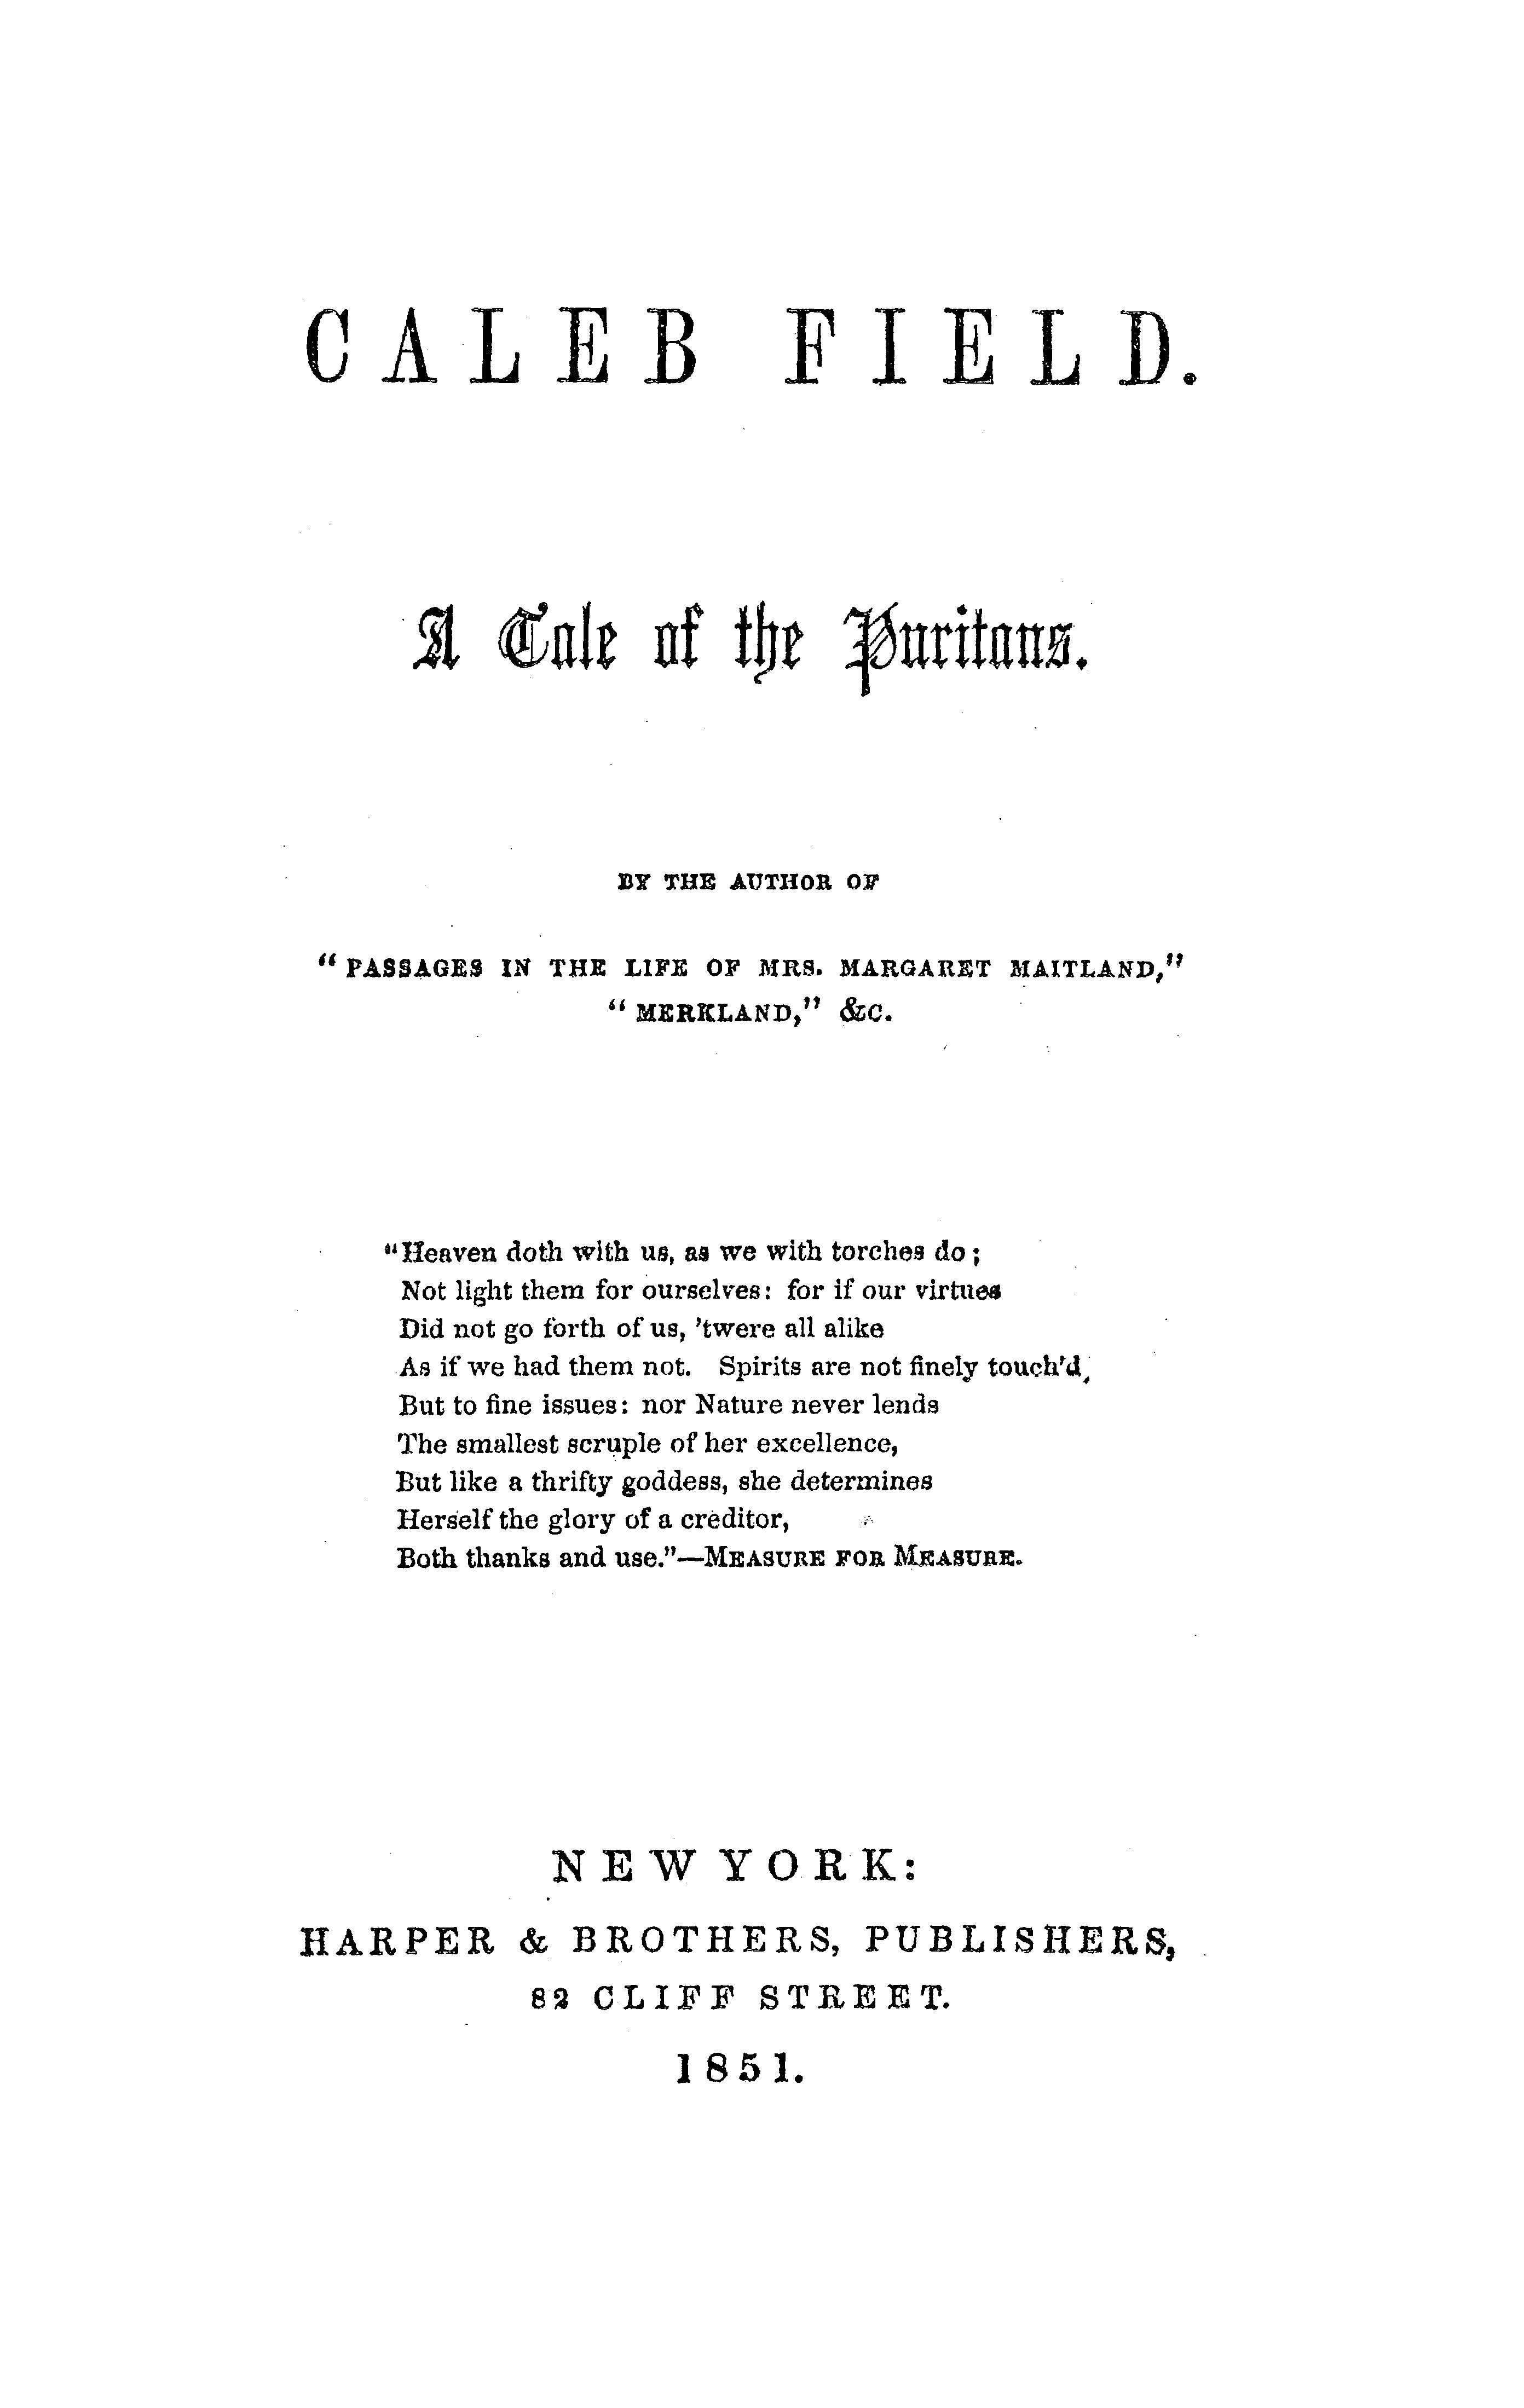 CALEB FIELD.
A Tale of the Puritans.
BY THE AUTHOR OF
"PASSAGES IN THE LIFE OF MRS. MARGARET MAITLAND,"
"MERKLAND," &C.
"Heaven doth with us, as we with torches do;
Not light them for ourselves: for if our virtues
Did not go forth of us, 'twere all alike
As if we had them not. Spirits are not finely touch'd,
But to fine issues: nor Nature never lends
The smallest scruple of her excellence,
But like a thrifty goddess, she determines
Herself the glory of a creditor,
Both thanks and use."—MEASURE FOR MEASURE.
NEW YORK:
HARPER & BROTHERS, PUBLISHERS,
82 CLIFF STREET.
1851.